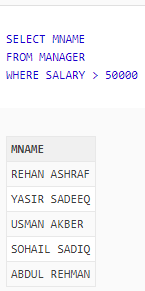 SELECT MNAME
FROM MANAGER
WHERE SALARY > 50000
MNAME
REHAN ASHRAF
YASIR SADEEQ
USMAN AKBER
SOHAIL SADIQ
ABDUL REHMAN